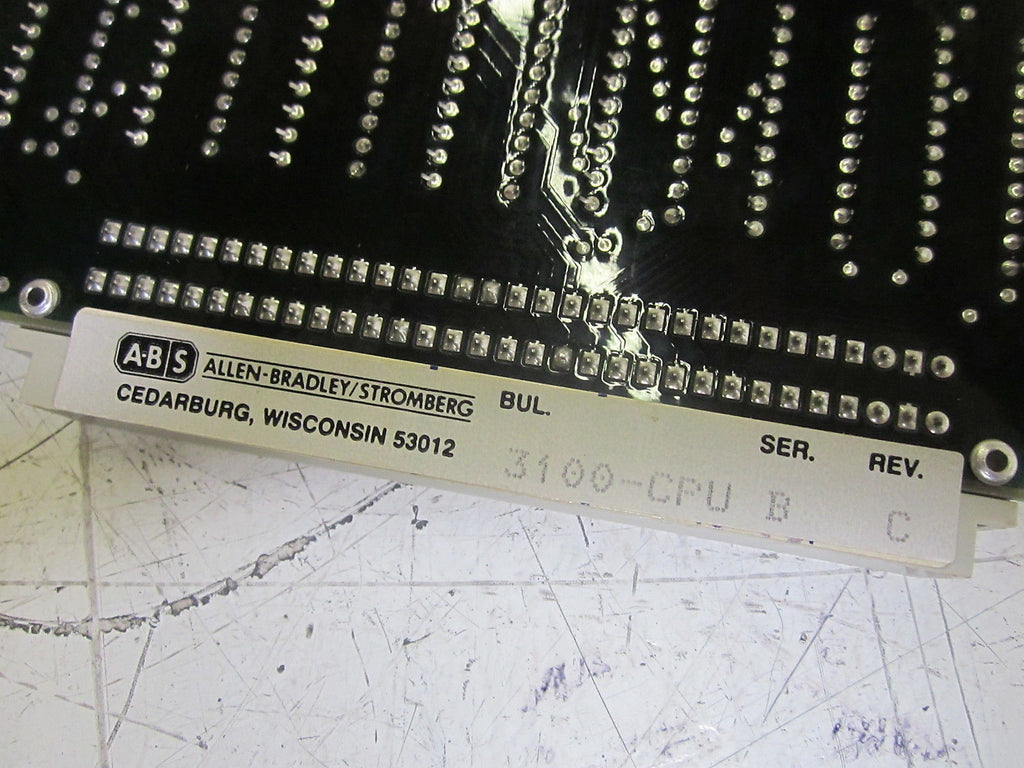 A·B S ALLEN-BRADLEY/STROMBERG
CEDARBURG, WISCONSIN 53012
BUL. SER. REV.
3100-CPU B C